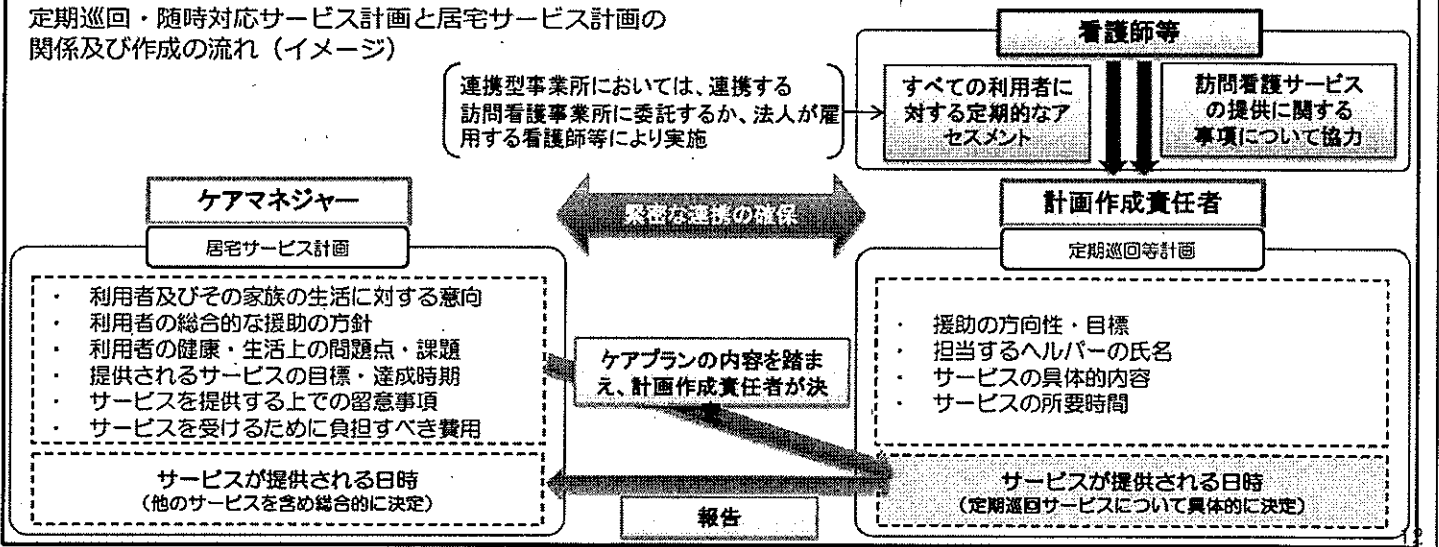 定期巡回・随時対応サービス計画と居宅サービス計画の
関係及び作成の流れ（イメージ）
看護師等
連携型事業所においては、連携する
訪問看護事業所に委託するか、法人が雇
用する看護師等により実施
すべての利用者に
対する定期的なア
セスメント
訪問看護サービス
の提供に関する
事項について協力
ケアマネジャー
緊密な連携の確保
計画作成責任者
居宅サービス計画
定期巡回等計画
・ 利用者及びその家族の生活に対する意向
・ 利用者の総合的な援助の方針
・ 利用者の健康・生活上の問題点・課題
・ 提供されるサービスの目標・達成時期
・ サービスを提供する上での留意事項
・ サービスを受けるために負担すべき費用
ケアプランの内容を踏ま
え、計画作成責任者が決
・ 援助の方向性・目標
・ 担当するヘルパーの氏名
・ サービスの具体的内容
・ サービスの所要時間
サービスが提供される日時
（他のサービスを含め総合的に決定）
報告
サービスが提供される日時
（定期巡回サービスについて具体的に決定）
12